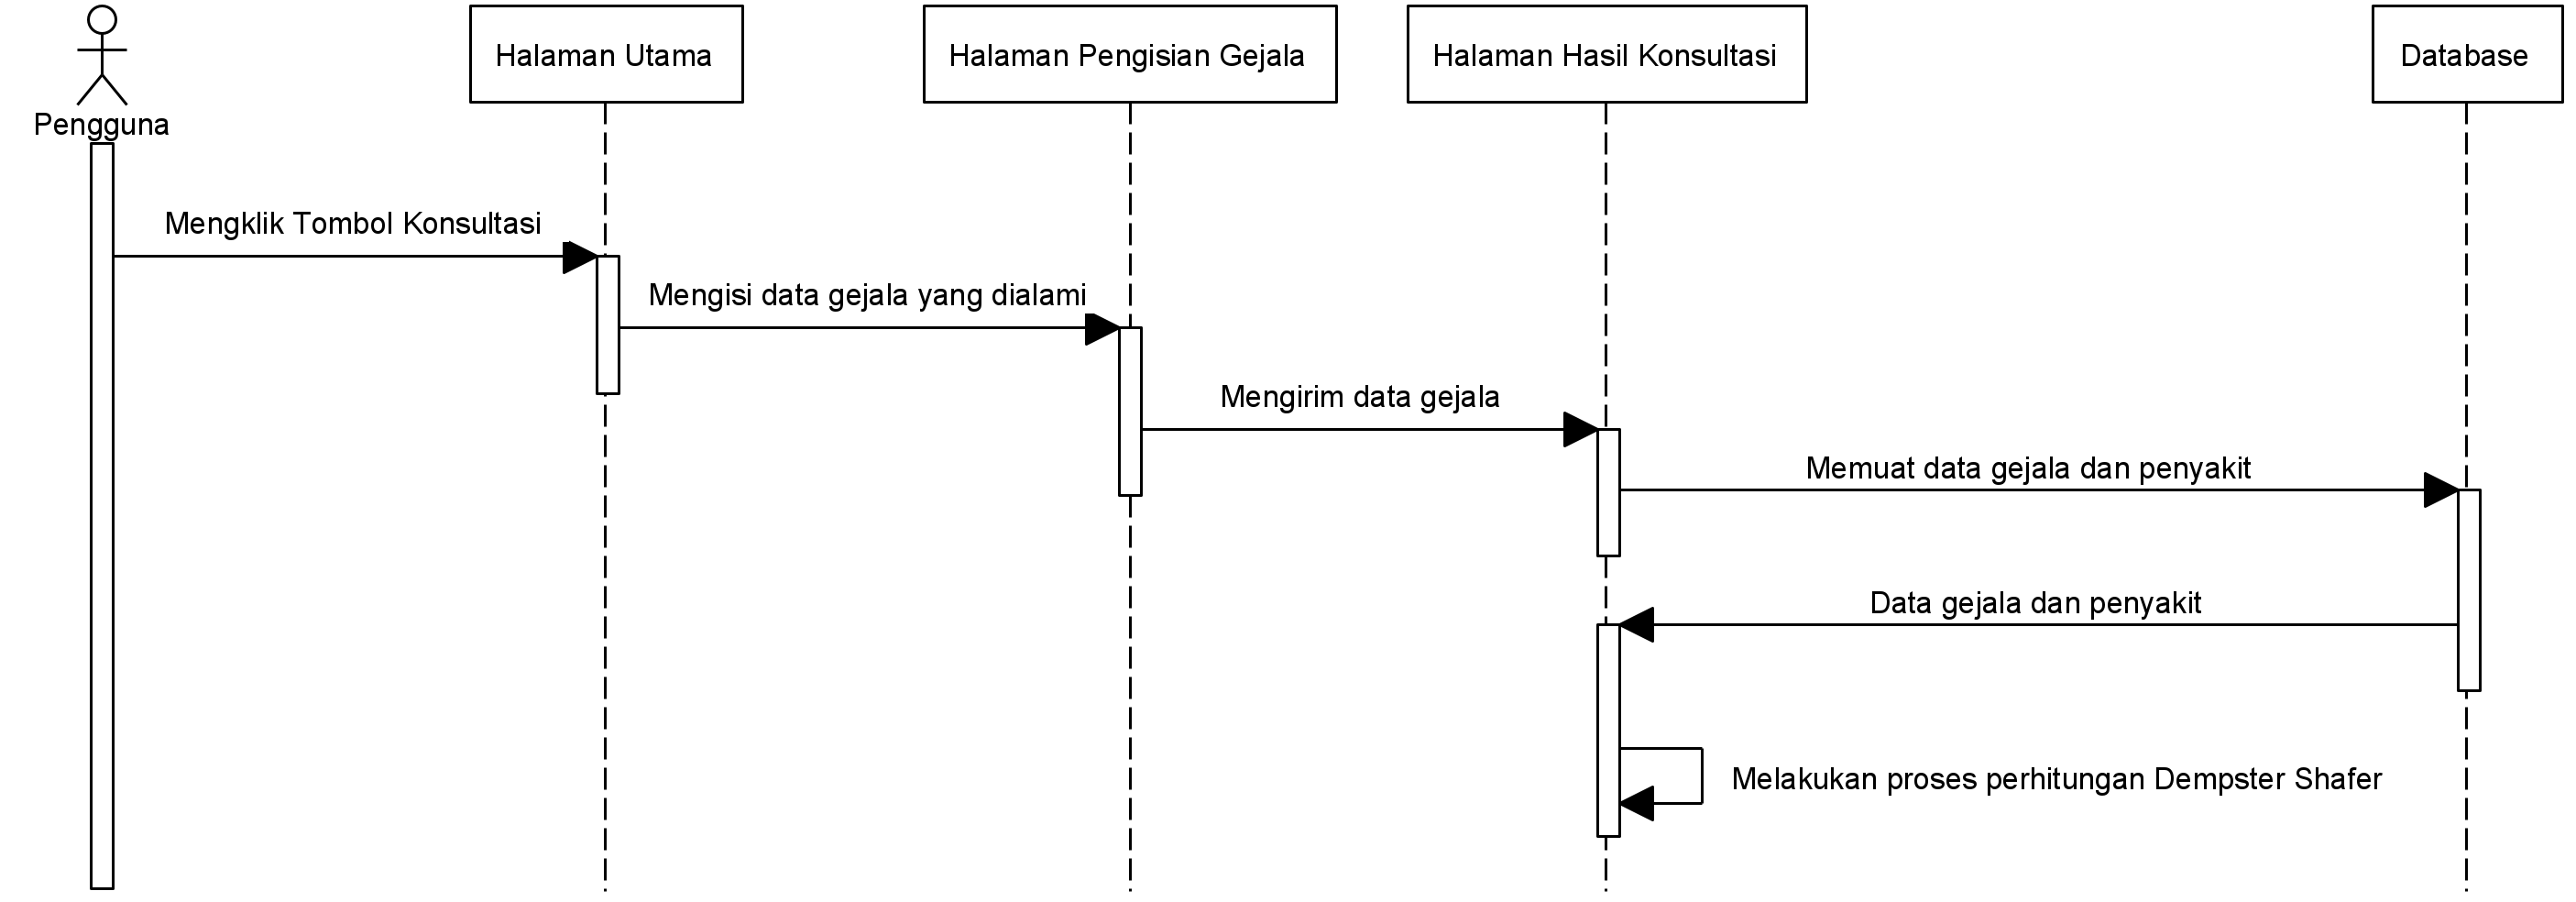 Pengguna
Halaman Utama
Halaman Pengisian Gejala
Halaman Hasil Konsultasi
Database
Mengklik Tombol Konsultasi
Mengisi data gejala yang dialami
Mengirim data gejala
Memuat data gejala dan penyakit
Data gejala dan penyakit
Melakukan proses perhitungan Dempster Shafer